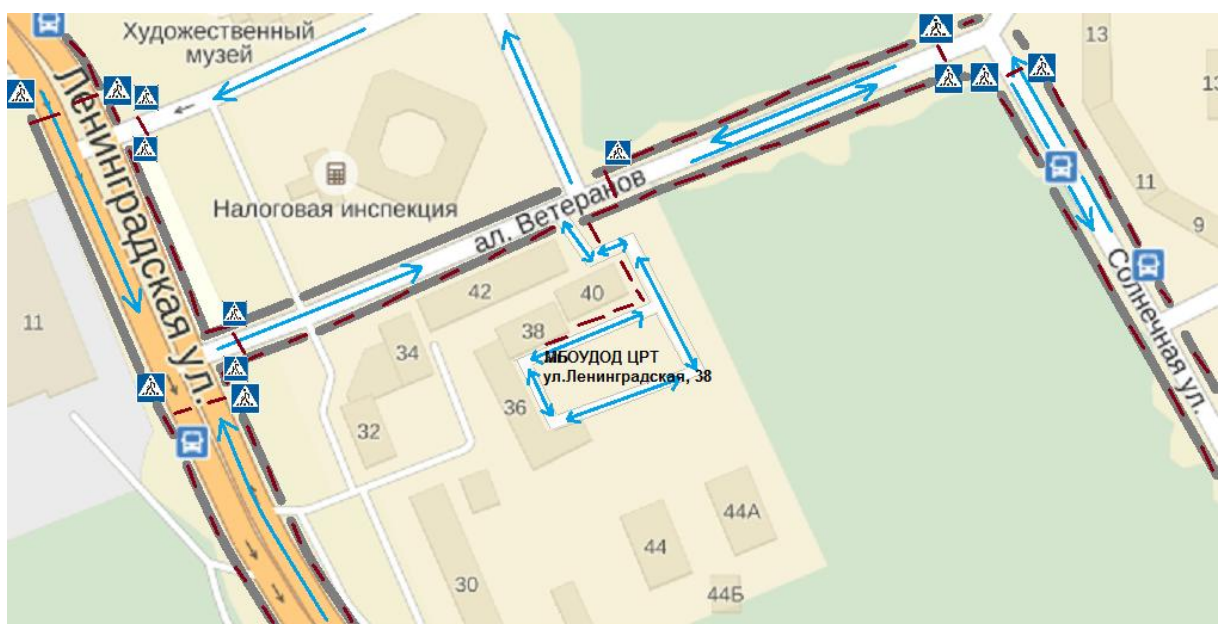 Художественный
музей
13
13
Ленинградская ул.
Налоговая инспекция
ал. Ветеранов
11
9
Солнечная ул.
42
40
38
11
34
МБОУДОД ЦРТ
ул.Ленинградская, 38
36
32
44А
44
30
44Б